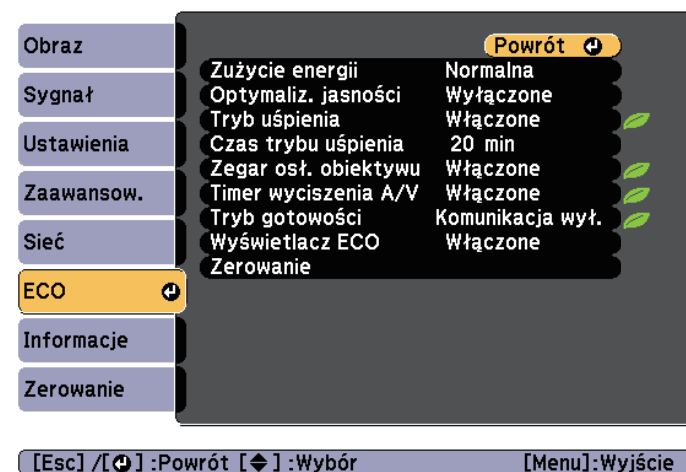 Obraz
Sygnał
Ustawienia
Zaawansow.
Sieć
ECO
Informacje
Zerowanie
Powrót
Zużycie energii Normalna
Optymaliz. jasności Wyłączone
Tryb uśpienia Włączone
Czas trybu uśpienia 20 min
Zegar osł. obiektywu Włączone
Timer wyciszenia A/V Włączone
Tryb gotowości Komunikacja wył.
Wyświetlacz ECO Włączone
Zerowanie
[Esc] /[ ] :Powrót [ ] :Wybór [Menu]:Wyjście